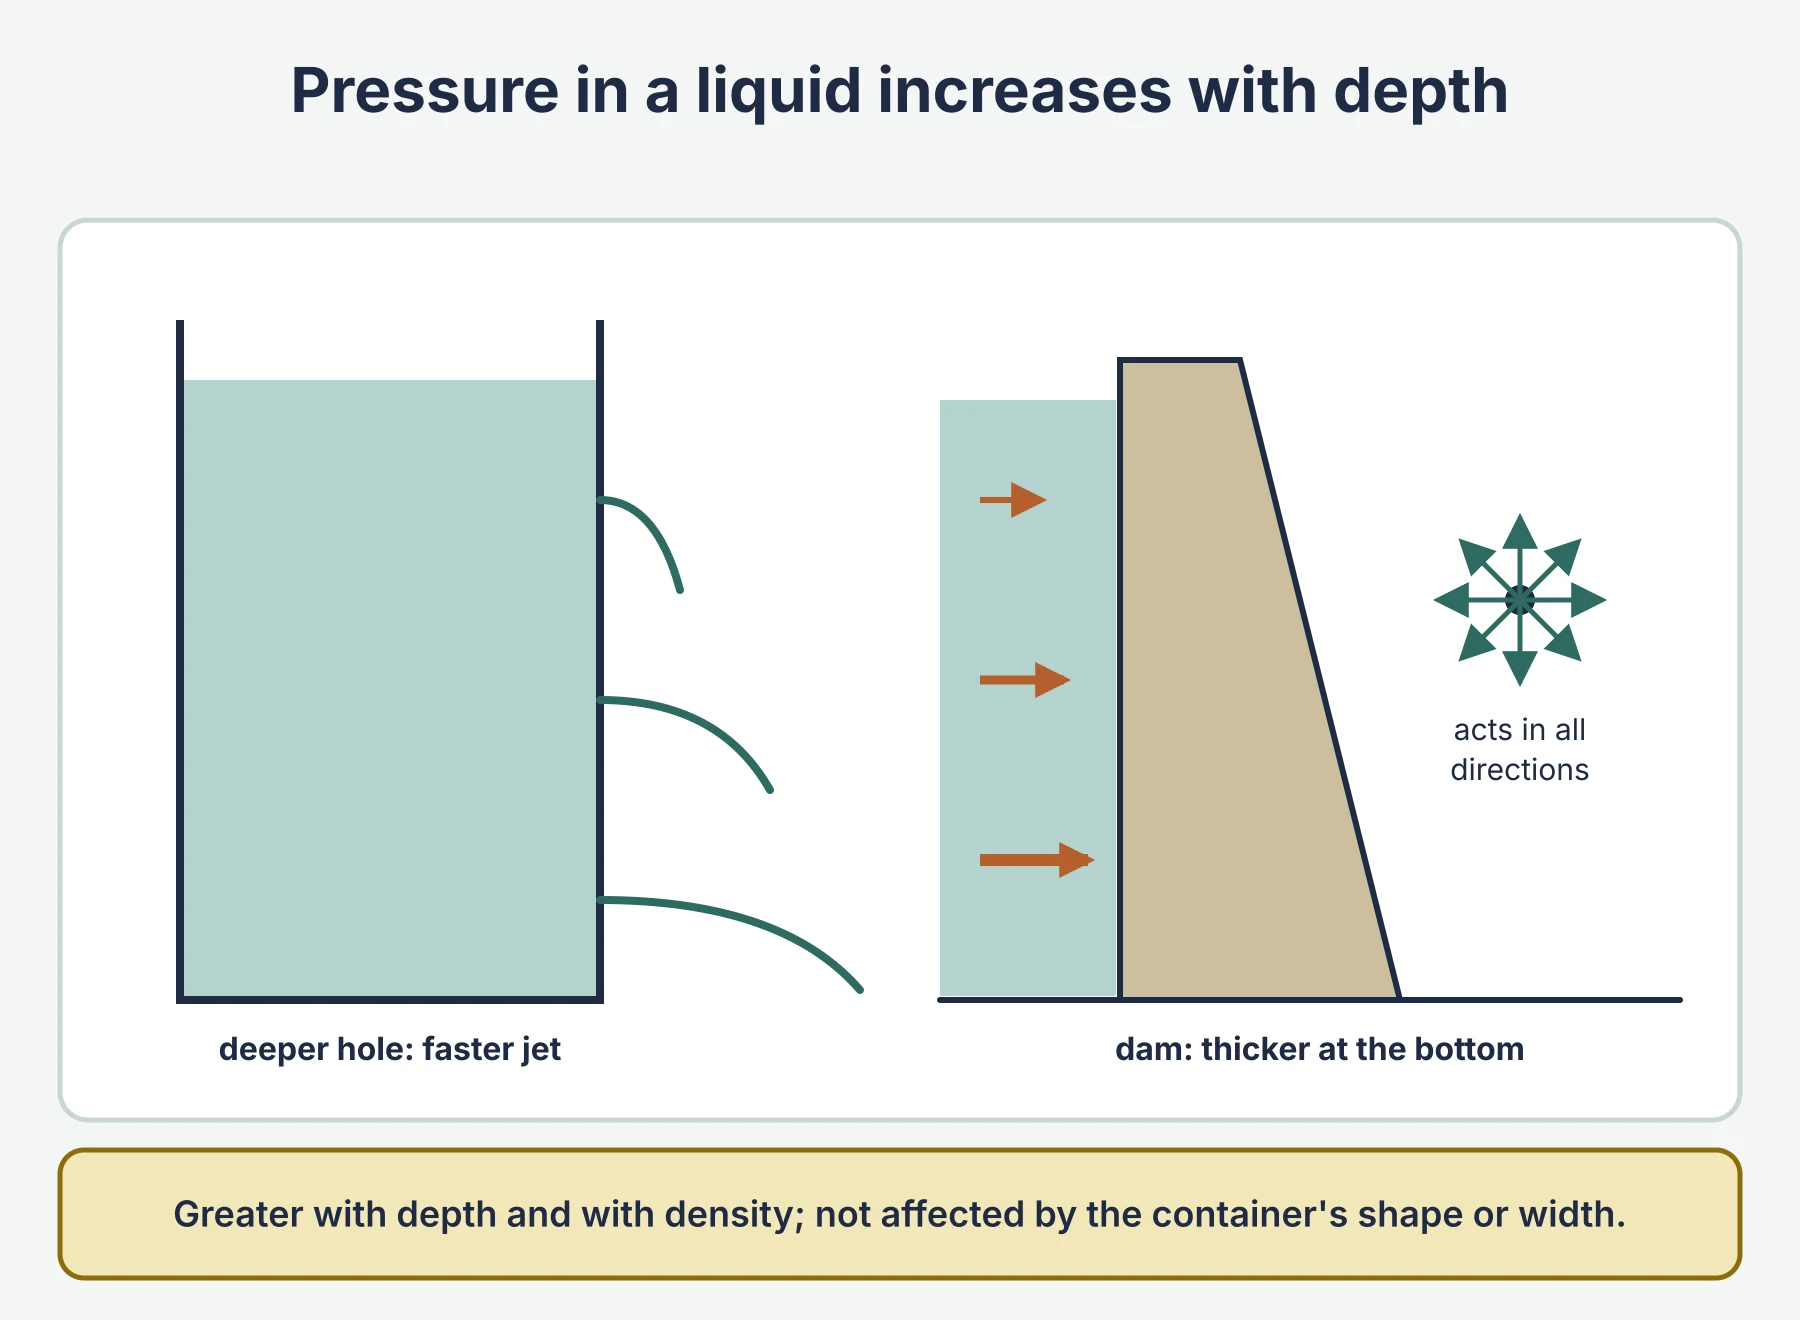 Pressure in a liquid increases with depth
acts in all
directions
deeper hole: faster jet
dam: thicker at the bottom
Greater with depth and with density; not affected by the container's shape or width.